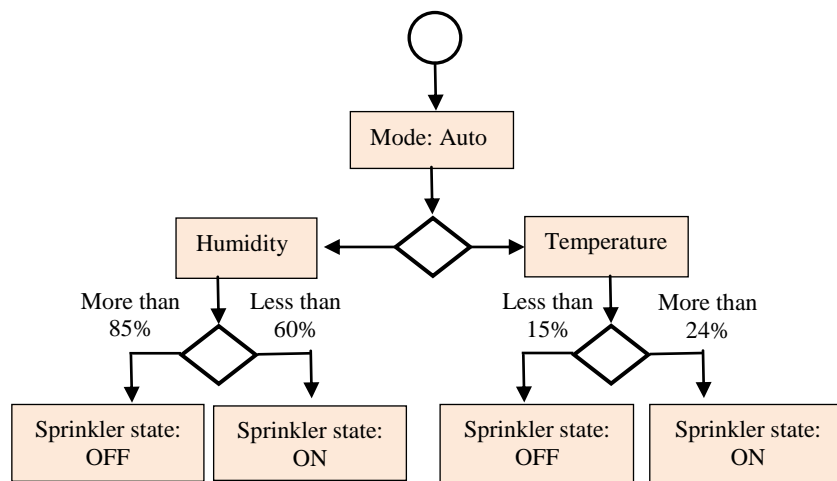 Mode: Auto
Humidity
Temperature
More than
85%
Less than
60%
Less than
15%
More than
24%
Sprinkler state:
OFF
Sprinkler state:
ON
Sprinkler state:
OFF
Sprinkler state:
ON